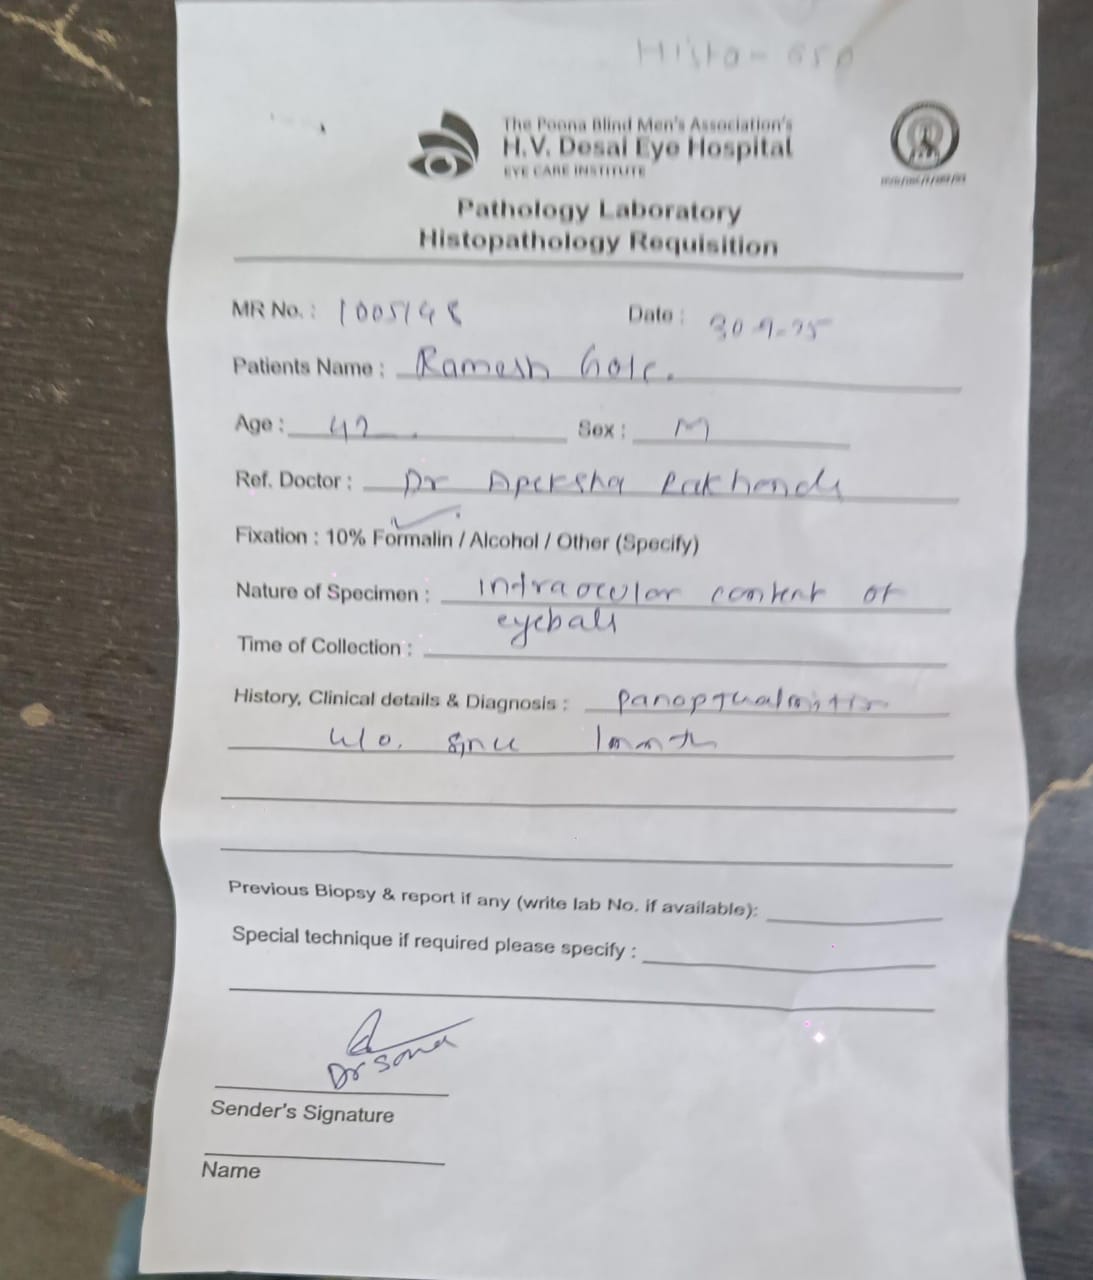 Histo - 650
The Poona Blind Men's Association's
H.V. Desai Eye Hospital
EYE CARE INSTITUTE
Pathology Laboratory
Histopathology Requisition
MR No. : 1005148 Date : 30-9-25
Patients Name : Ramesh Gole.
Age : 42 Sex : M
Ref. Doctor : Dr Apeksha Rakhonde
Fixation : 10% Formalin / Alcohol / Other (Specify)
Nature of Specimen : intraocular content of
eyeball
Time of Collection :
History, Clinical details & Diagnosis :
since 1 month
Previous Biopsy & report if any (write lab No. if available):
Special technique if required please specify :
Dr Sona
Sender's Signature
Name